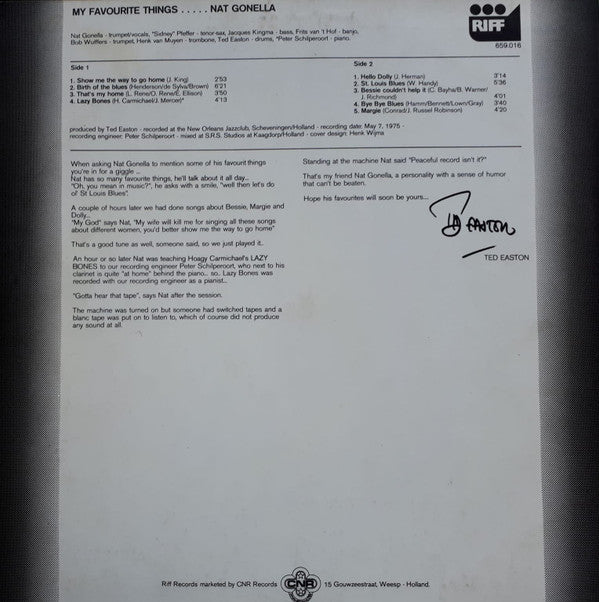 MY FAVOURITE THINGS . . . . . NAT GONELLA
RIFF
659.016
Nat Gonella - trumpet/vocals, "Sidney" Pfeffer - tenor-sax, Jacques Kingma - bass, Frits van 't Hof - banjo,
Bob Wulffers - trumpet, Henk van Muyen - trombone, Ted Easton - drums, *Peter Schilperoort - piano.
Side 1
1. Show me the way to go home (J. King) 2'53
2. Birth of the blues (Henderson/de Sylva/Brown) 6'21
3. That's my home (L. Rene/O. Rene/E. Ellison) 3'50
4. Lazy Bones (H. Carmichael/J. Mercer)* 4'13
Side 2
1. Hello Dolly (J. Herman) 3'14
2. St. Louis Blues (W. Handy) 5'36
3. Bessie couldn't help it (C. Bayha/B. Warner/
J. Richmond) 4'01
4. Bye Bye Blues (Hamm/Bennett/Lown/Gray) 3'40
5. Margie (Conrad/J. Russel Robinson) 4'20
produced by Ted Easton - recorded at the New Orleans Jazzclub, Scheveningen/Holland - recording date: May 7, 1975 -
recording engineer: Peter Schilperoort - mixed at S.R.S. Studios at Kaagdorp/Holland - cover design: Henk Wijma
When asking Nat Gonella to mention some of his favourit things
you're in for a giggle ...
Nat has so many favourite things, he'll talk about it all day...
"Oh, you mean in music?", he asks with a smile, "well then let's do
ol' St Louis Blues".
A couple of hours later we had done songs about Bessie, Margie and
Dolly...
"My God" says Nat, "My wife will kill me for singing all these songs
about different women, you'd better show me the way to go home"
That's a good tune as well, someone said, so we just played it..
An hour or so later Nat was teaching Hoagy Carmichael's LAZY
BONES to our recording engineer Peter Schilperoort, who next to his
clarinet is quite "at home" behind the piano... so.. Lazy Bones was
recorded with our recording engineer as a pianist...
"Gotta hear that tape", says Nat after the session.
The machine was turned on but someone had switched tapes and a
blanc tape was put on to listen to, which of course did not produce
any sound at all.
Standing at the machine Nat said "Peaceful record isn't it?"
That's my friend Nat Gonella, a personality with a sense of humor
that can't be beaten.
Hope his favourites will soon be yours...
Ted EASTON
TED EASTON
Riff Records marketed by CNR Records CNR 15 Gouwzeestraat, Weesp - Holland.